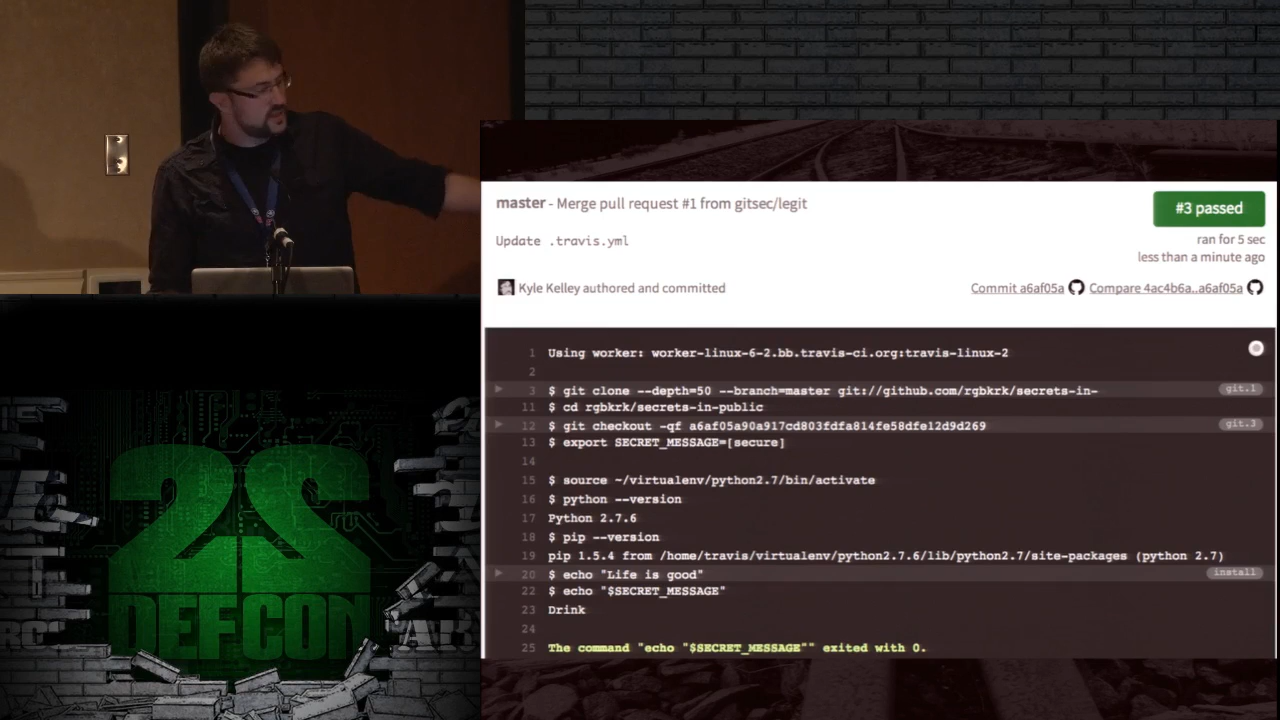 master - Merge pull request #1 from gitsec/legit
#3 passed
Update .travis.yml
ran for 5 sec
less than a minute ago
Kyle Kelley authored and committed
Commit a6af05a
Compare 4ac4b6a..a6af05a
1 Using worker: worker-linux-6-2.bb.travis-ci.org:travis-linux-2
2
3 $ git clone --depth=50 --branch=master git://github.com/rgbkrk/secrets-in- git.1
11 $ cd rgbkrk/secrets-in-public
12 $ git checkout -qf a6af05a90a917cd803fdfa814fe58dfe12d9d269 git.3
13 $ export SECRET_MESSAGE=[secure]
14
15 $ source ~/virtualenv/python2.7/bin/activate
16 $ python --version
17 Python 2.7.6
18 $ pip --version
19 pip 1.5.4 from /home/travis/virtualenv/python2.7.6/lib/python2.7/site-packages (python 2.7)
20 $ echo "Life is good" install
22 $ echo "$SECRET_MESSAGE"
23 Drink
24
25 The command "echo "$SECRET_MESSAGE"" exited with 0.
22
DEFCON